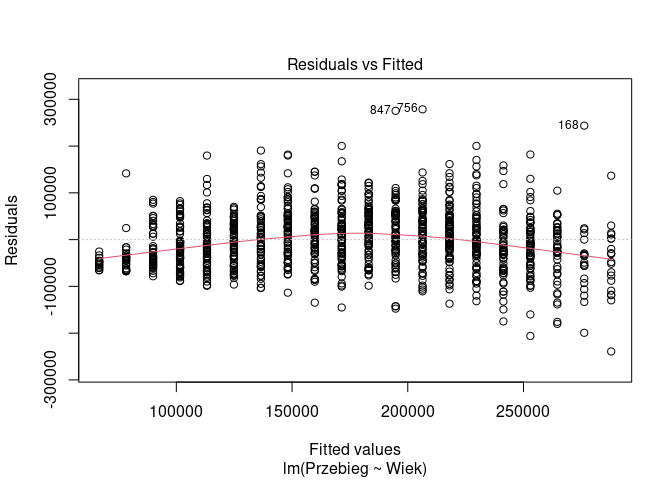 Residuals vs Fitted
Residuals
300000
100000
-100000
-300000
847
756
168
100000
150000
200000
250000
Fitted values
lm(Przebieg ~ Wiek)